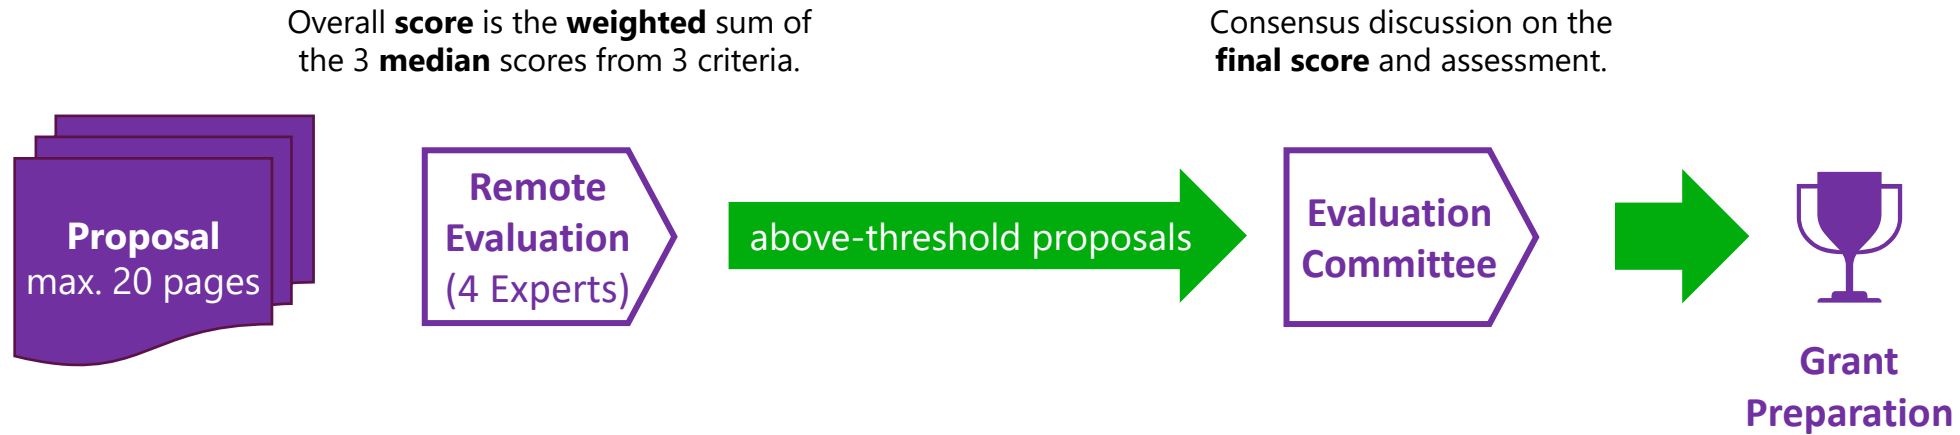 Overall score is the weighted sum of
the 3 median scores from 3 criteria.
Consensus discussion on the
final score and assessment.
Proposal
max. 20 pages
Remote
Evaluation
(4 Experts)
above-threshold proposals
Evaluation
Committee
Grant
Preparation